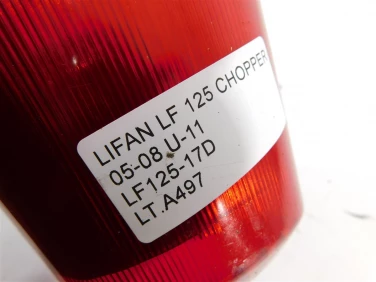 LIFAN LF 125 CHOPPER
05-08 U-11
LF125-17D
LT.A497